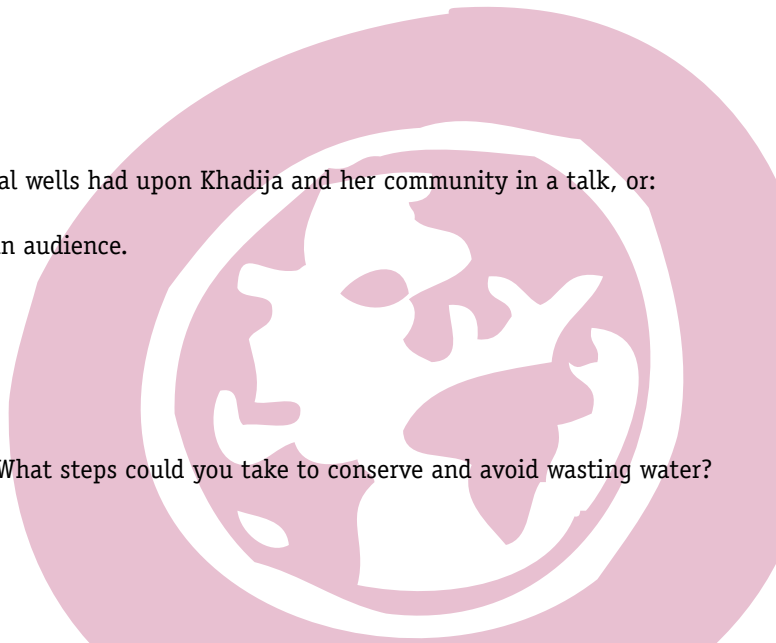 al wells had upon Khadija and her community in a talk, or:
an audience.
What steps could you take to conserve and avoid wasting water?